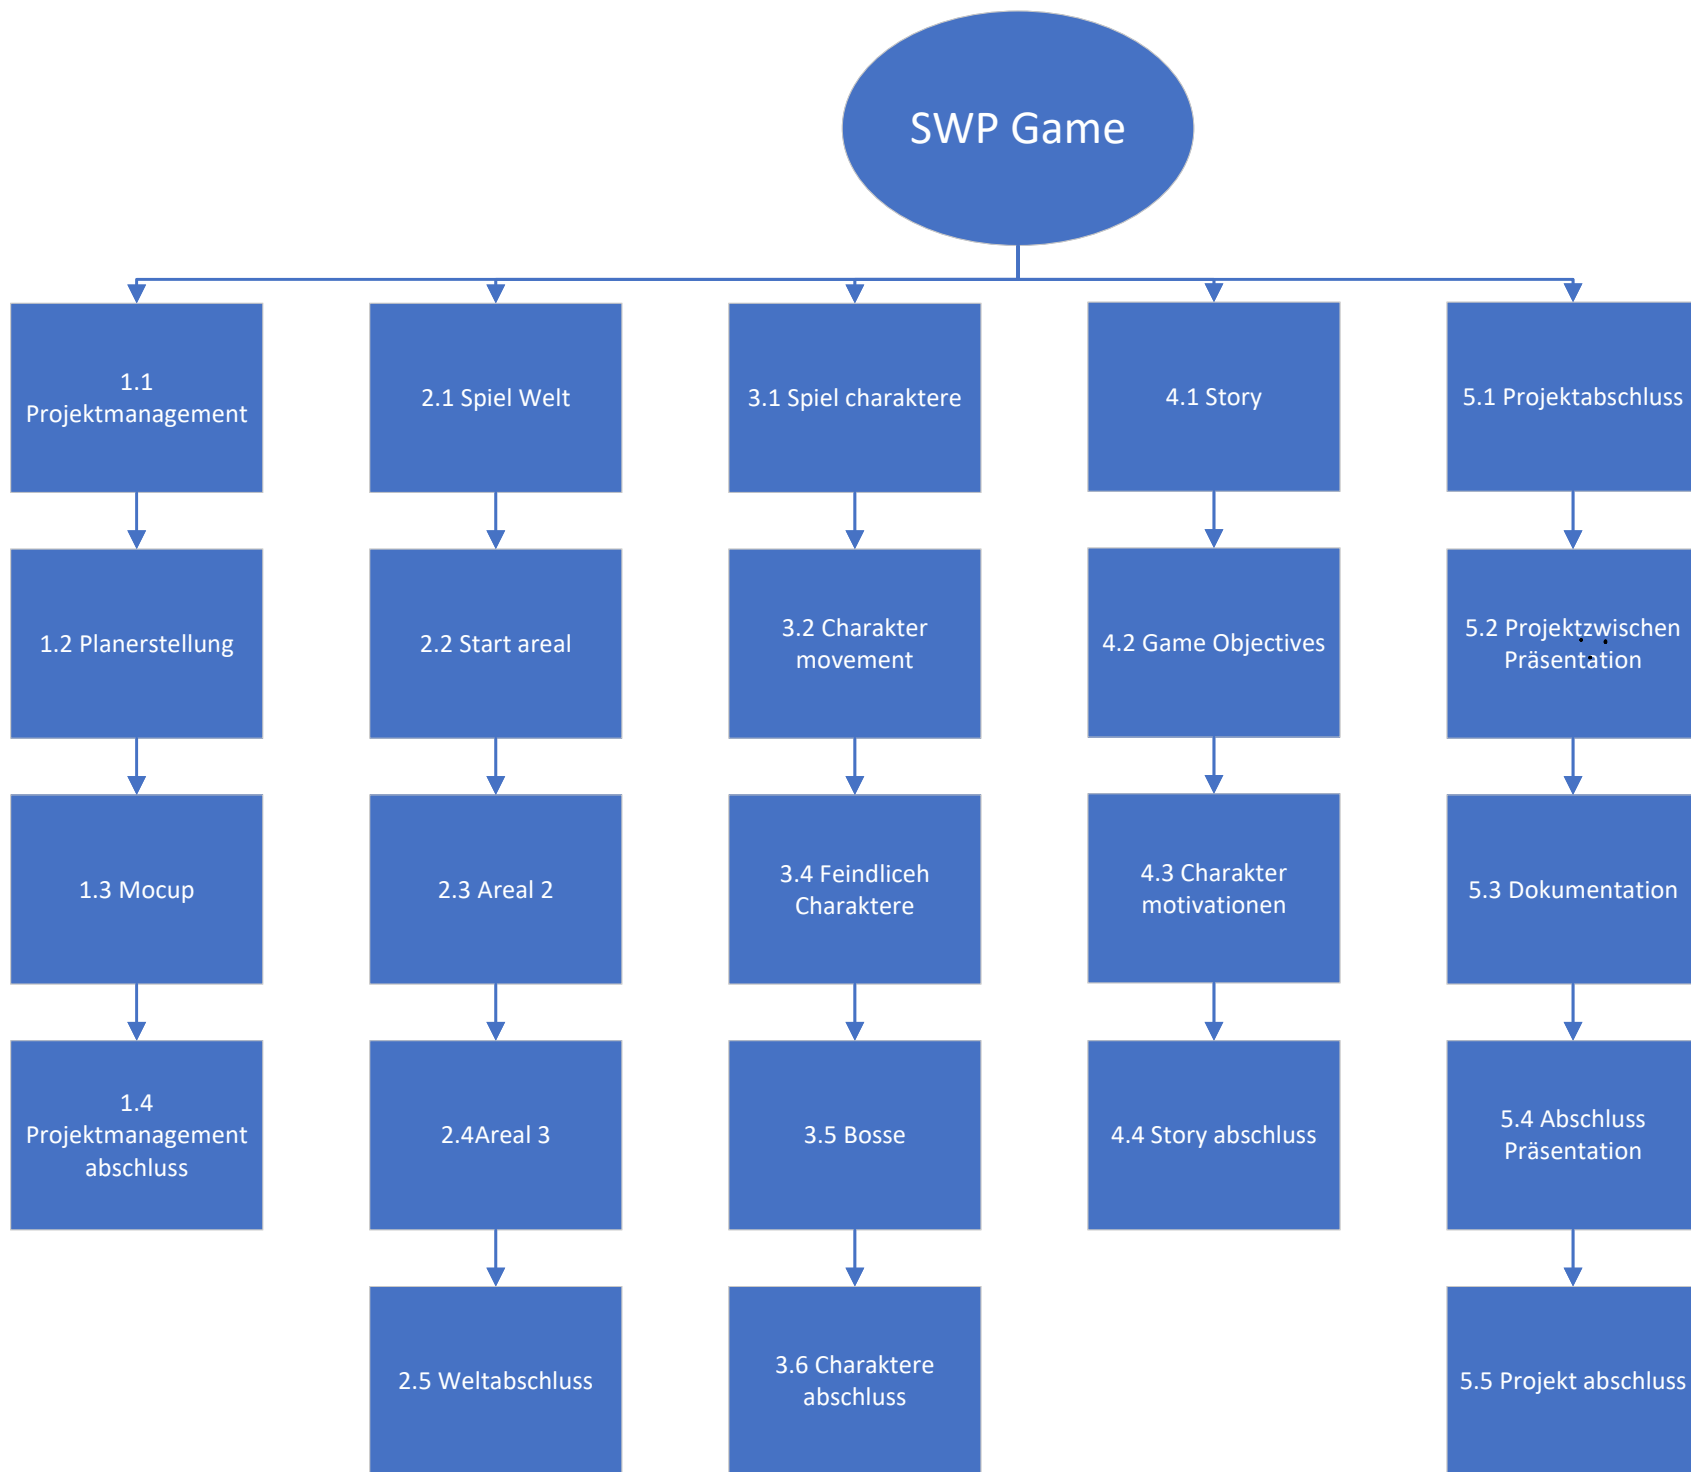 SWP Game
1.1
Projektmanagement
2.1 Spiel Welt
3.1 Spiel charaktere
4.1 Story
5.1 Projektabschluss
1.2 Planerstellung
2.2 Start areal
3.2 Charakter
movement
4.2 Game Objectives
5.2 Projektzwischen
Präsentation
1.3 Mocup
2.3 Areal 2
3.4 Feindliceh
Charaktere
4.3 Charakter
motivationen
5.3 Dokumentation
1.4
Projektmanagement
abschluss
2.4Areal 3
3.5 Bosse
4.4 Story abschluss
5.4 Abschluss
Präsentation
2.5 Weltabschluss
3.6 Charaktere
abschluss
5.5 Projekt abschluss